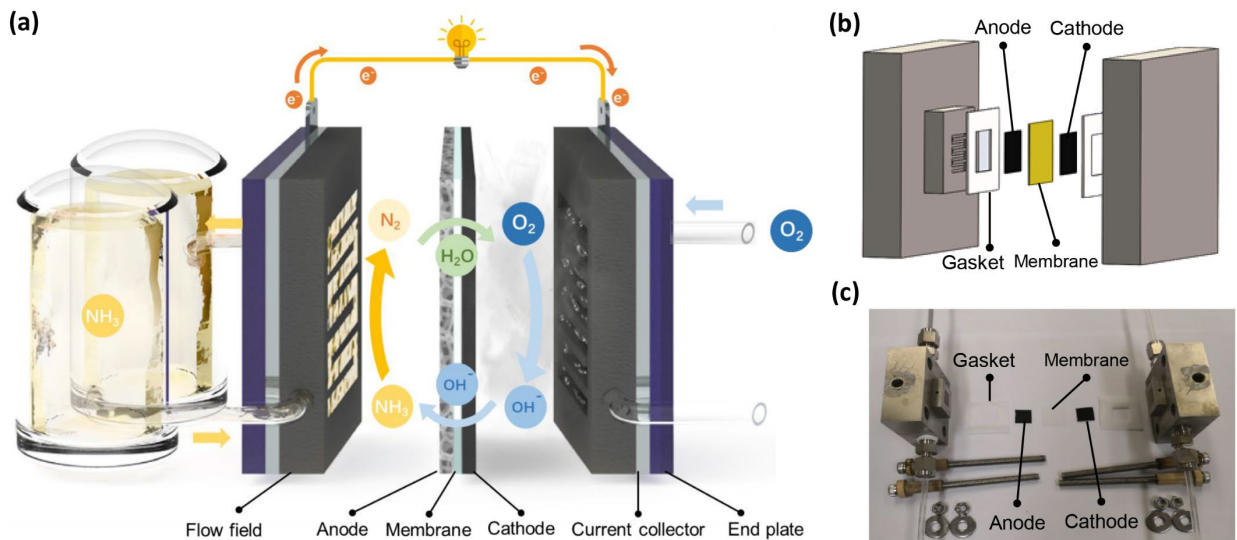 (a)
e⁻
e⁻
e⁻
e⁻
N₂
O₂
H₂O
O₂
NH₃
OH⁻
NH₃
OH⁻
Flow field
Anode
Membrane
Cathode
Current collector
End plate
(b)
Anode
Cathode
Gasket
Membrane
(c)
Gasket
Membrane
Anode
Cathode